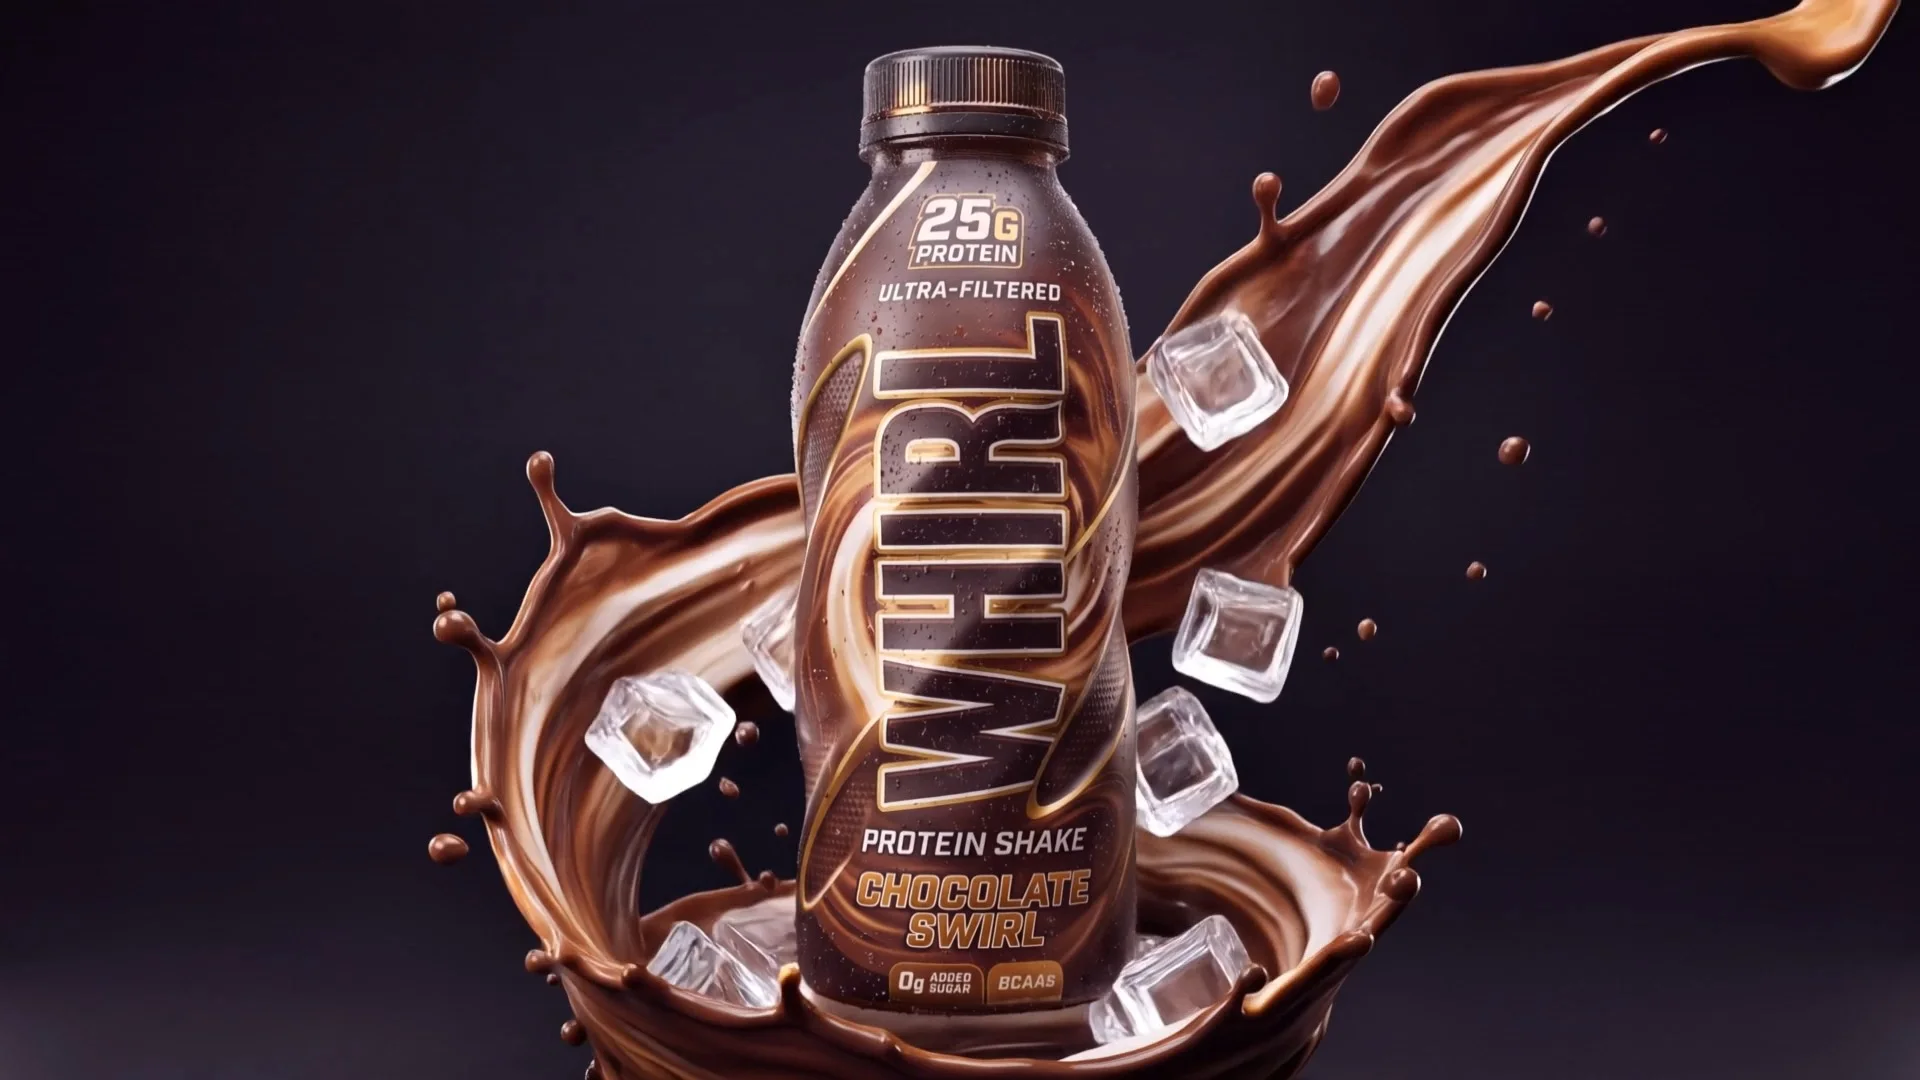 25G
PROTEIN
ULTRA-FILTERED
WHIRL
PROTEIN SHAKE
CHOCOLATE
SWIRL
0g ADDED SUGAR
BCAAS